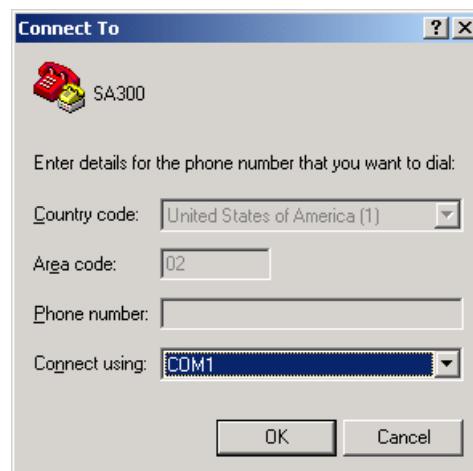 Connect To
SA300
Enter details for the phone number that you want to dial:
Country code: United States of America (1)
Area code: 02
Phone number:
Connect using: COM1
OK Cancel